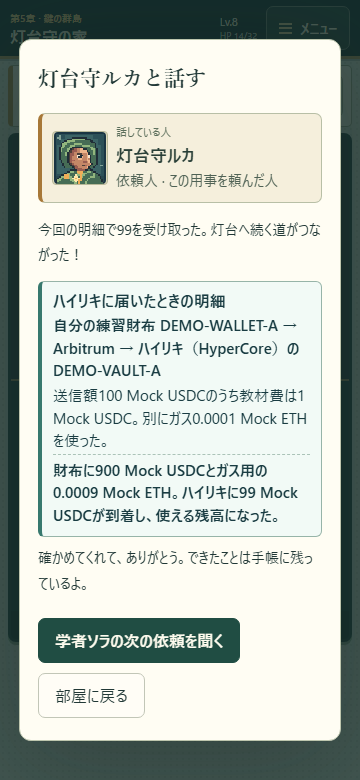 第5章・鍵の群島
灯台守の家
Lv.8
HP 14/32
メニュー
灯台守ルカと話す
話している人
灯台守ルカ
依頼人・この用事を頼んだ人
今回の明細で99を受け取った。灯台へ続く道がつな
がった！
ハイリキに届いたときの明細
自分の練習財布 DEMO-WALLET-A →
Arbitrum → ハイリキ（HyperCore）の
DEMO-VAULT-A
送信額100 Mock USDCのうち教材費は1
Mock USDC。別にガス0.0001 Mock ETH
を使った。
財布に900 Mock USDCとガス用の
0.0009 Mock ETH。ハイリキに99 Mock
USDCが到着し、使える残高になった。
確かめてくれて、ありがとう。できたことは手帳に残っ
ているよ。
学者ソラの次の依頼を聞く
部屋に戻る